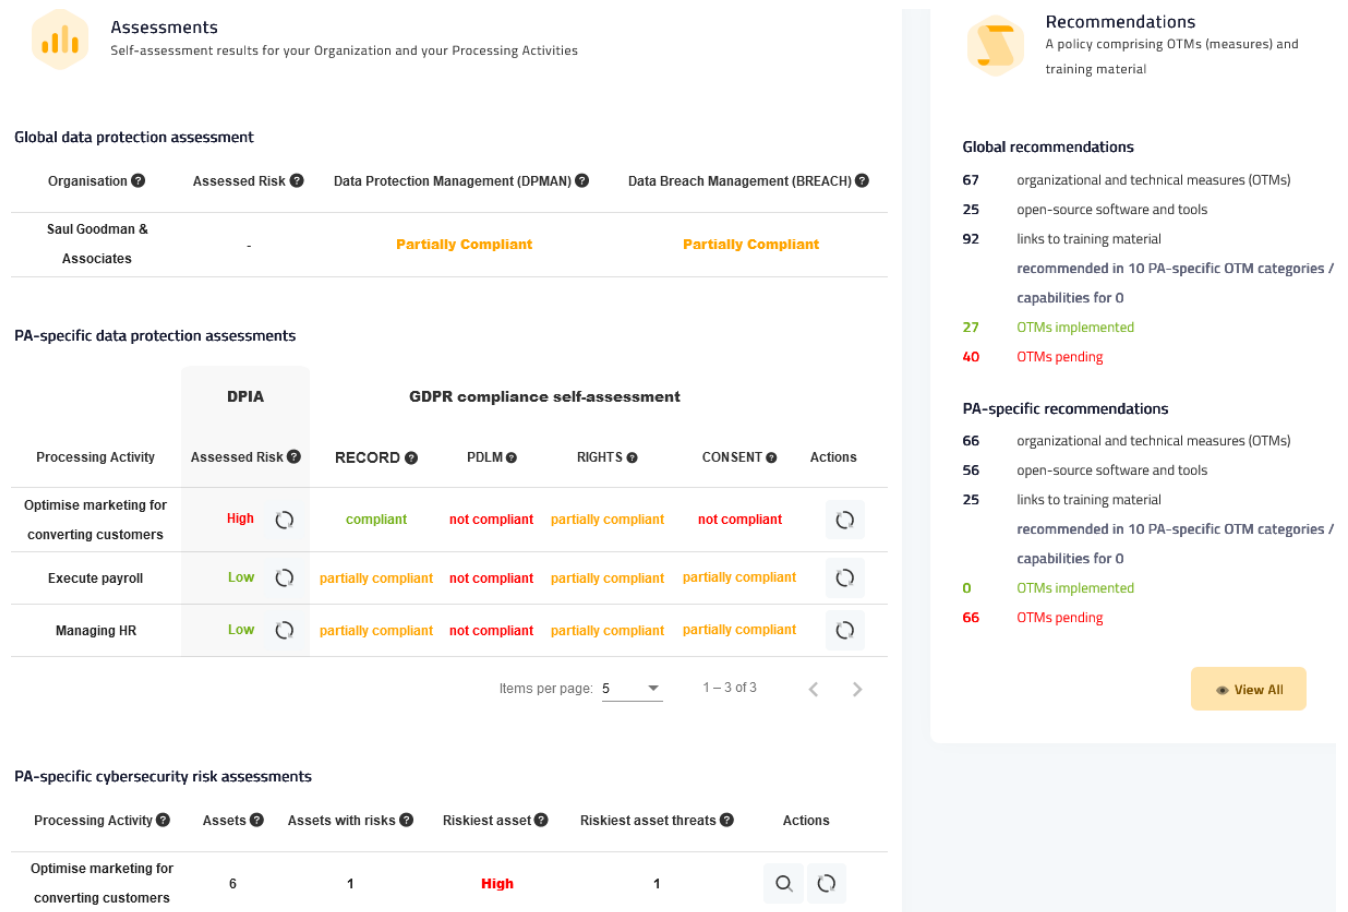 Assessments
Self-assessment results for your Organization and your Processing Activities
Global data protection assessment
Organisation ? Assessed Risk ? Data Protection Management (DPMAN) ? Data Breach Management (BREACH) ?
Saul Goodman &
Associates
- Partially Compliant Partially Compliant
PA-specific data protection assessments
DPIA GDPR compliance self-assessment
Processing Activity Assessed Risk ? RECORD ? PDLM ? RIGHTS ? CONSENT ? Actions
Optimise marketing for
converting customers
High compliant not compliant partially compliant not compliant
Execute payroll Low partially compliant not compliant partially compliant partially compliant
Managing HR Low partially compliant not compliant partially compliant partially compliant
Items per page: 5 1 – 3 of 3
PA-specific cybersecurity risk assessments
Processing Activity ? Assets ? Assets with risks ? Riskiest asset ? Riskiest asset threats ? Actions
Optimise marketing for
converting customers
6 1 High 1
Recommendations
A policy comprising OTMs (measures) and
training material
Global recommendations
67 organizational and technical measures (OTMs)
25 open-source software and tools
92 links to training material
recommended in 10 PA-specific OTM categories /
capabilities for 0
27 OTMs implemented
40 OTMs pending
PA-specific recommendations
66 organizational and technical measures (OTMs)
56 open-source software and tools
25 links to training material
recommended in 10 PA-specific OTM categories /
capabilities for 0
0 OTMs implemented
66 OTMs pending
View All